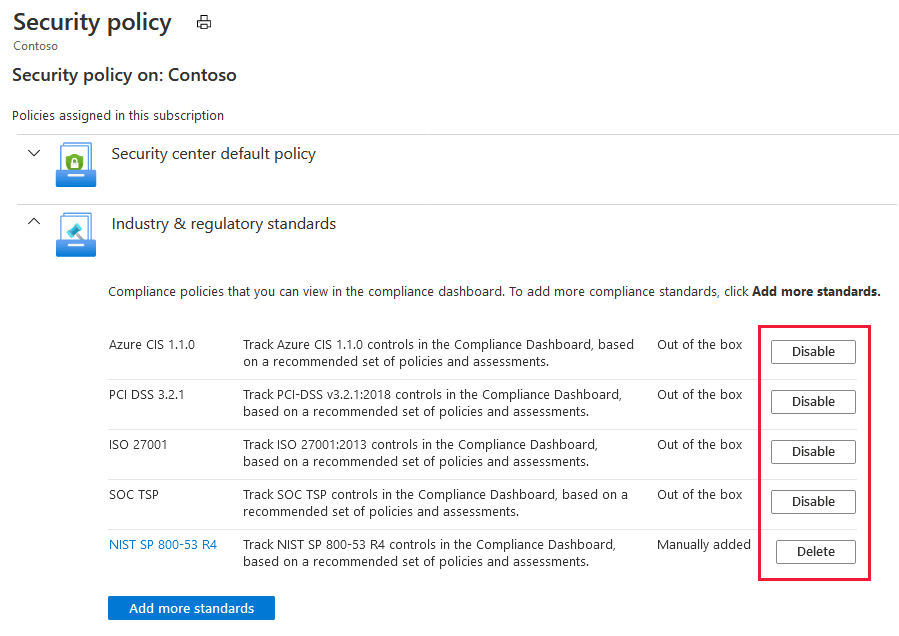 Security policy
Contoso
Security policy on: Contoso
Policies assigned in this subscription
Security center default policy
Industry & regulatory standards
Compliance policies that you can view in the compliance dashboard. To add more compliance standards, click Add more standards.
Azure CIS 1.1.0 Track Azure CIS 1.1.0 controls in the Compliance Dashboard, based Out of the box Disable
on a recommended set of policies and assessments.
PCI DSS 3.2.1 Track PCI-DSS v3.2.1:2018 controls in the Compliance Dashboard, Out of the box Disable
based on a recommended set of policies and assessments.
ISO 27001 Track ISO 27001:2013 controls in the Compliance Dashboard, Out of the box Disable
based on a recommended set of policies and assessments.
SOC TSP Track SOC TSP controls in the Compliance Dashboard, based on a Out of the box Disable
recommended set of policies and assessments.
NIST SP 800-53 R4 Track NIST SP 800-53 R4 controls in the Compliance Dashboard, Manually added Delete
based on a recommended set of policies and assessments.
Add more standards